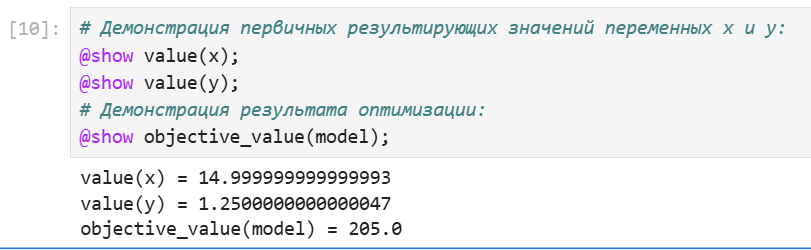 [10]: # Демонстрация первичных результирующих значений переменных x и y:
@show value(x);
@show value(y);
# Демонстрация результата оптимизации:
@show objective_value(model);
value(x) = 14.999999999999993
value(y) = 1.2500000000000047
objective_value(model) = 205.0